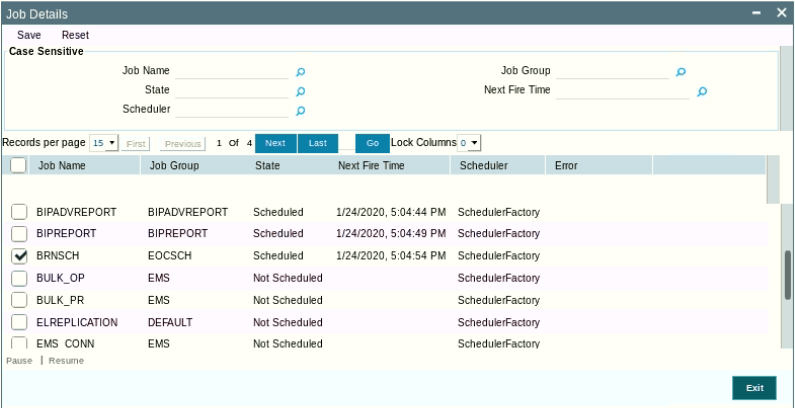 Job Details
Save Reset
Case Sensitive
Job Name Job Group
State Next Fire Time
Scheduler
Records per page 15 First Previous 1 Of 4 Next Last Go Lock Columns 0
Job Name Job Group State Next Fire Time Scheduler Error
BIPADVREPORT BIPADVREPORT Scheduled 1/24/2020, 5:04:44 PM SchedulerFactory
BIPREPORT BIPREPORT Scheduled 1/24/2020, 5:04:49 PM SchedulerFactory
BRNSCH EOCSCH Scheduled 1/24/2020, 5:04:54 PM SchedulerFactory
BULK_OP EMS Not Scheduled SchedulerFactory
BULK_PR EMS Not Scheduled SchedulerFactory
ELREPLICATION DEFAULT Not Scheduled SchedulerFactory
EMS_CONN EMS Not Scheduled SchedulerFactory
Pause | Resume
Exit